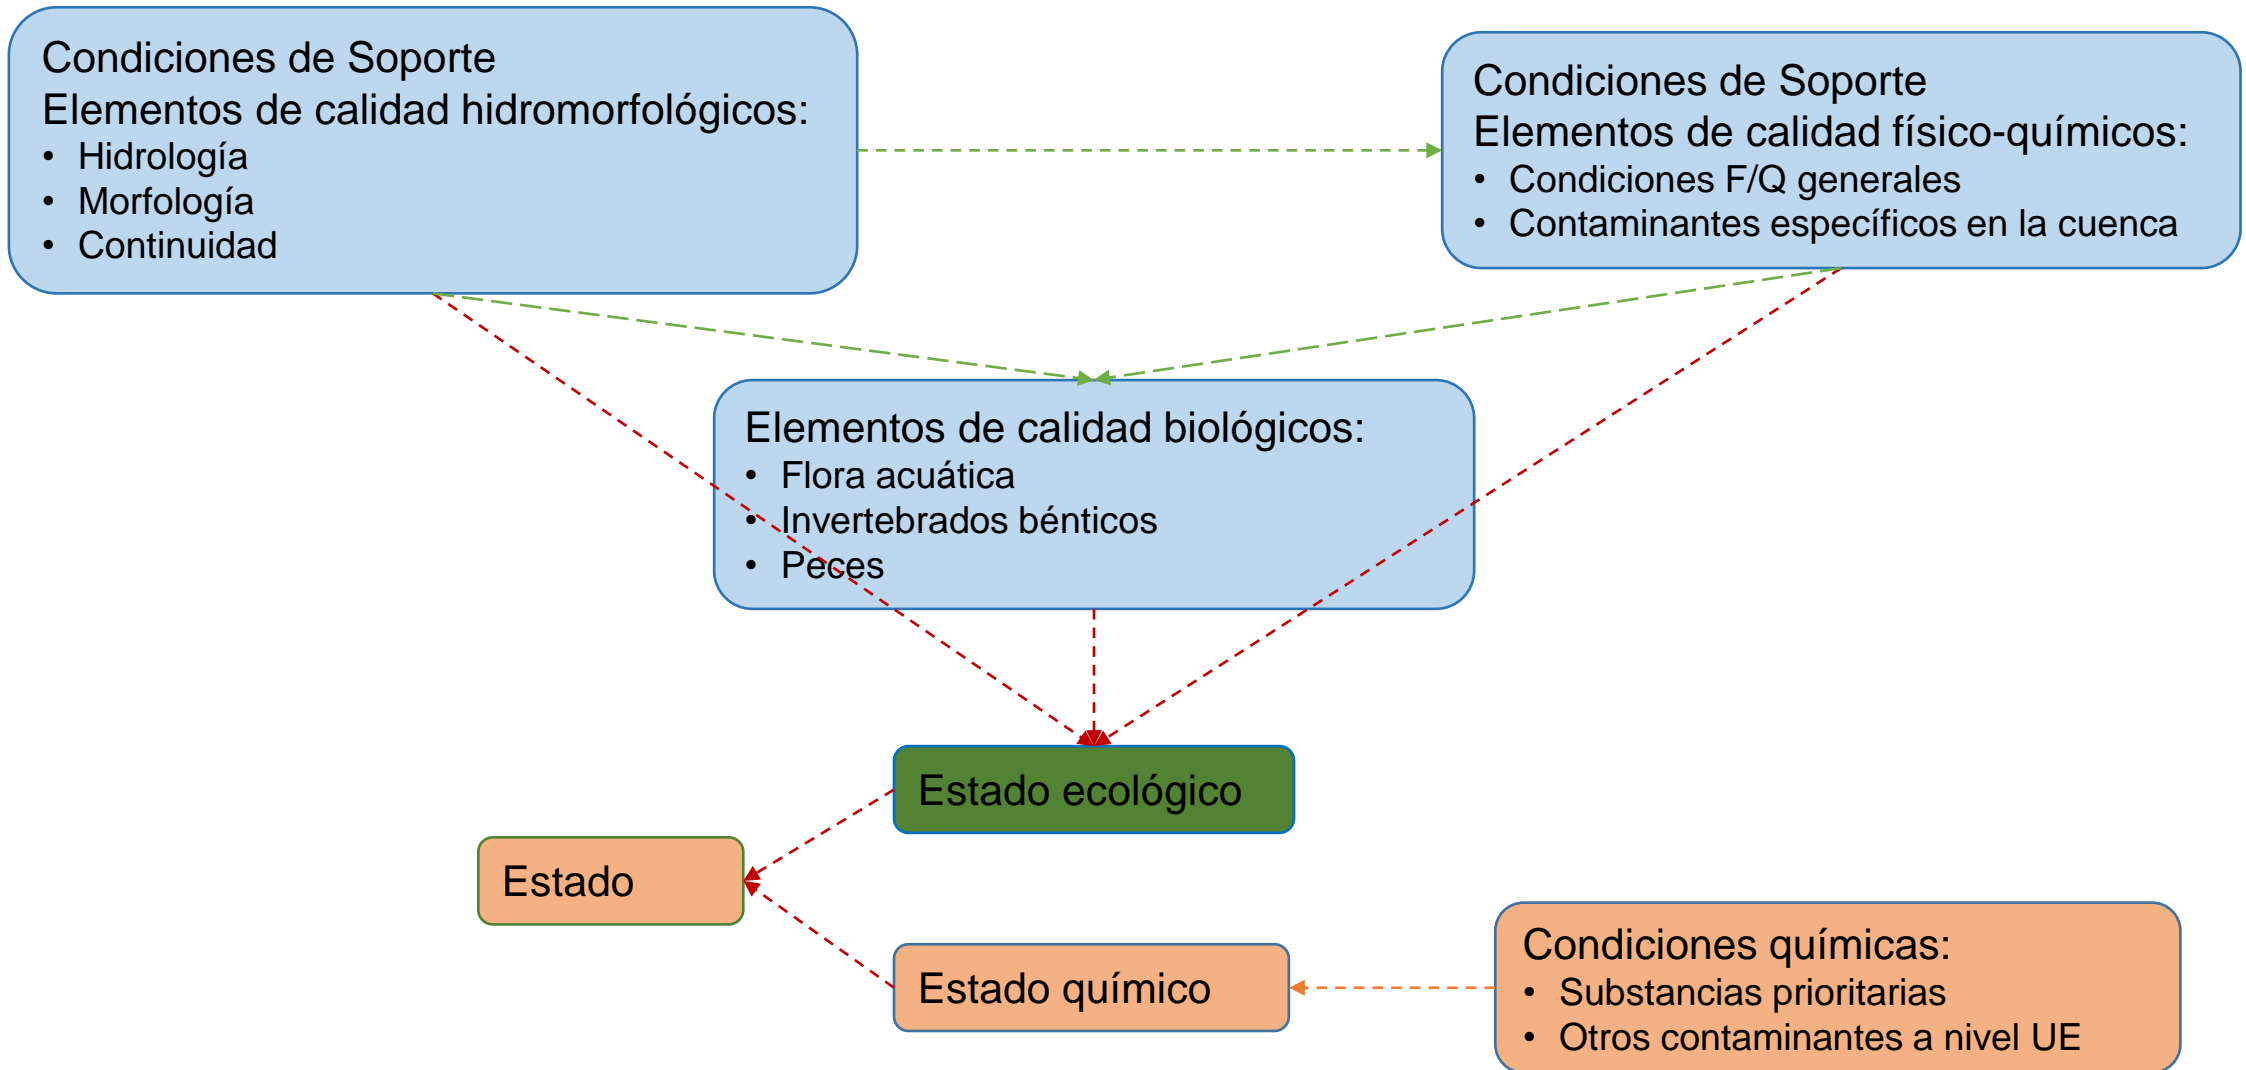 Condiciones de Soporte
Elementos de calidad hidromorfológicos:
• Hidrología
• Morfología
• Continuidad
Condiciones de Soporte
Elementos de calidad físico-químicos:
• Condiciones F/Q generales
• Contaminantes específicos en la cuenca
Elementos de calidad biológicos:
• Flora acuática
• Invertebrados bénticos
• Peces
Estado ecológico
Estado
Estado químico
Condiciones químicas:
• Substancias prioritarias
• Otros contaminantes a nivel UE